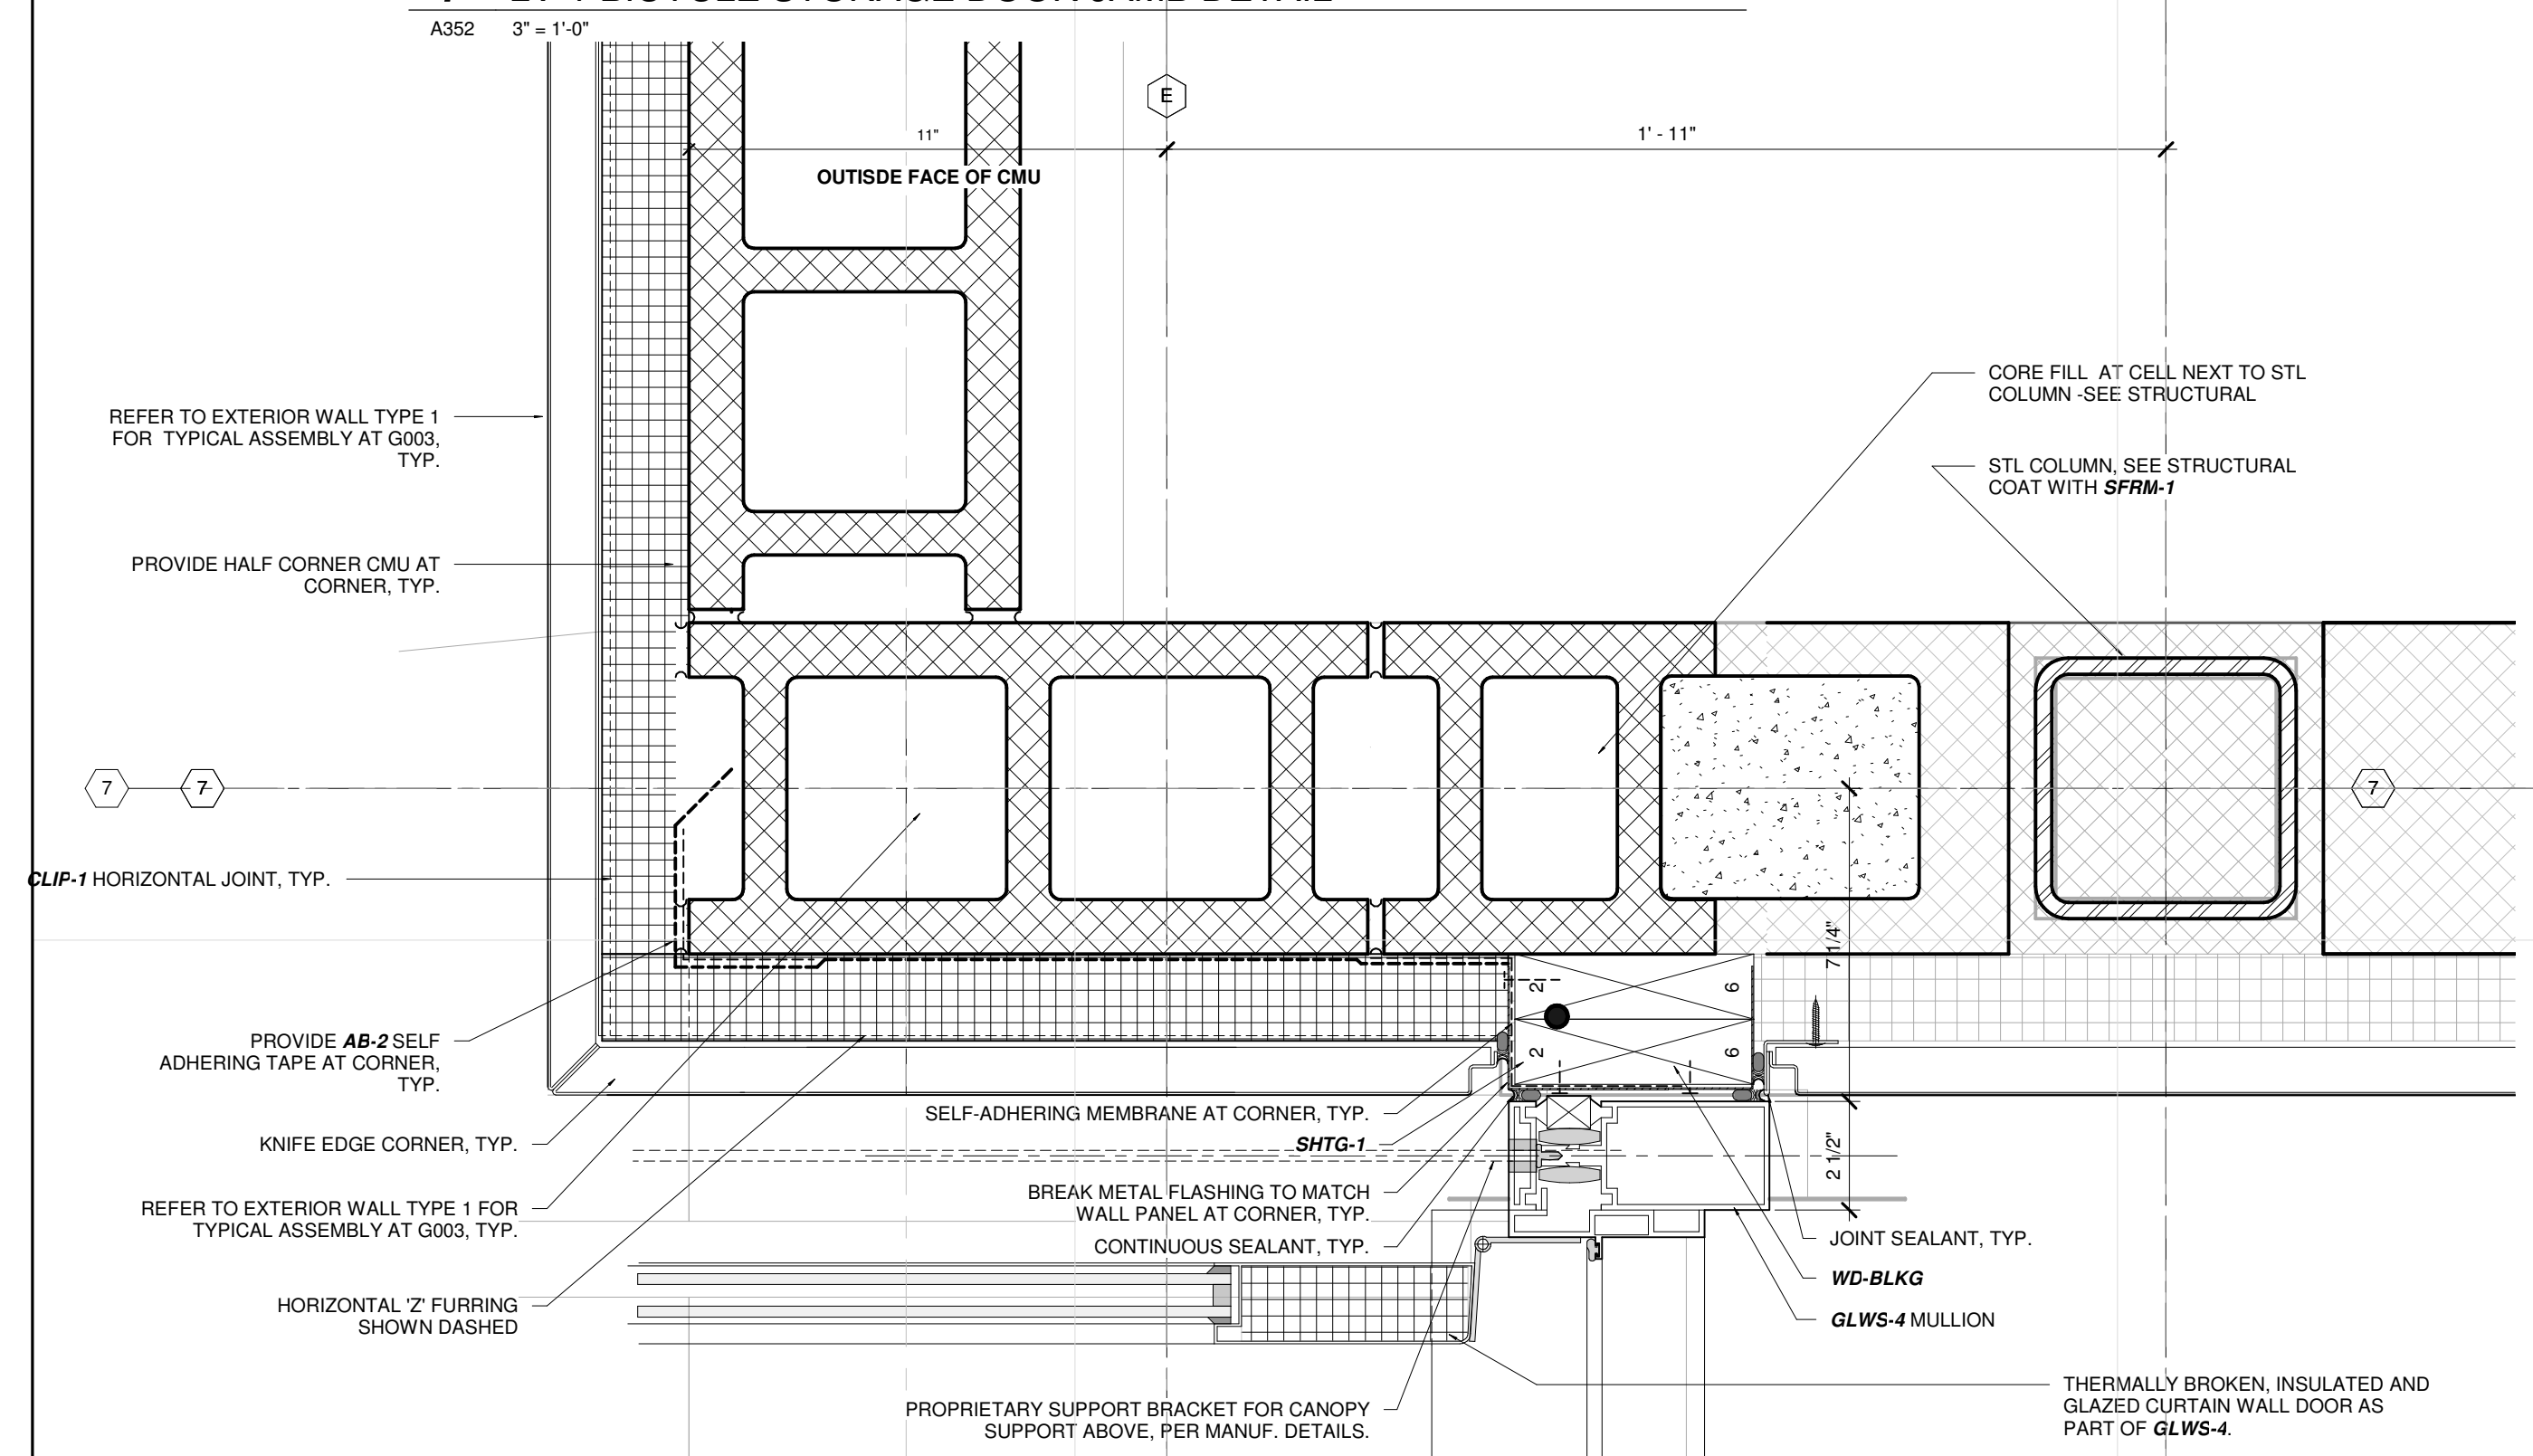 A352 3" = 1'-0"
E
11"
1' - 11"
OUTISDE FACE OF CMU
CORE FILL AT CELL NEXT TO STL
COLUMN -SEE STRUCTURAL
REFER TO EXTERIOR WALL TYPE 1
FOR TYPICAL ASSEMBLY AT G003,
TYP.
STL COLUMN, SEE STRUCTURAL
COAT WITH SFRM-1
PROVIDE HALF CORNER CMU AT
CORNER, TYP.
7
7
7
CLIP-1 HORIZONTAL JOINT, TYP.
7 1/4"
2
6
2
6
PROVIDE AB-2 SELF
ADHERING TAPE AT CORNER,
TYP.
SELF-ADHERING MEMBRANE AT CORNER, TYP.
KNIFE EDGE CORNER, TYP.
SHTG-1
2 1/2"
BREAK METAL FLASHING TO MATCH
WALL PANEL AT CORNER, TYP.
REFER TO EXTERIOR WALL TYPE 1 FOR
TYPICAL ASSEMBLY AT G003, TYP.
CONTINUOUS SEALANT, TYP.
JOINT SEALANT, TYP.
WD-BLKG
HORIZONTAL 'Z' FURRING
SHOWN DASHED
GLWS-4 MULLION
THERMALLY BROKEN, INSULATED AND
GLAZED CURTAIN WALL DOOR AS
PART OF GLWS-4.
PROPRIETARY SUPPORT BRACKET FOR CANOPY
SUPPORT ABOVE, PER MANUF. DETAILS.